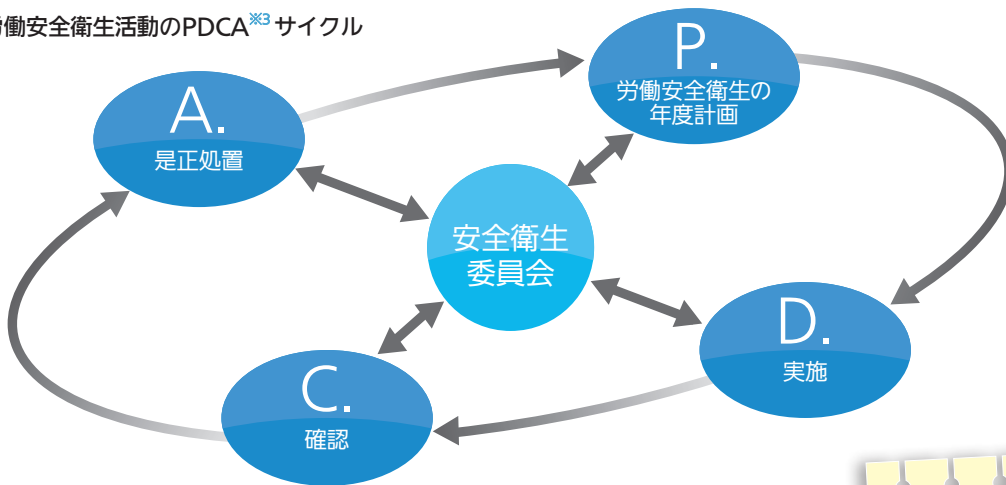 労働安全衛生活動のPDCA※3 サイクル
P.
労働安全衛生の
年度計画
A.
是正処置
安全衛生
委員会
D.
実施
C.
確認